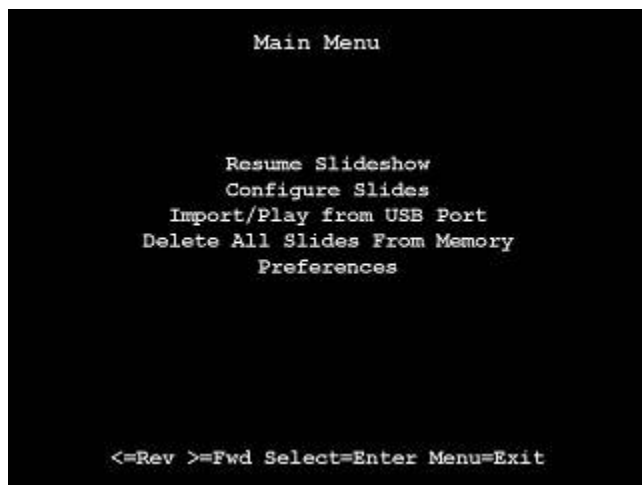 Main Menu
Resume Slideshow
Configure Slides
Import/Play from USB Port
Delete All Slides From Memory
Preferences
<=Rev >=Fwd Select=Enter Menu=Exit